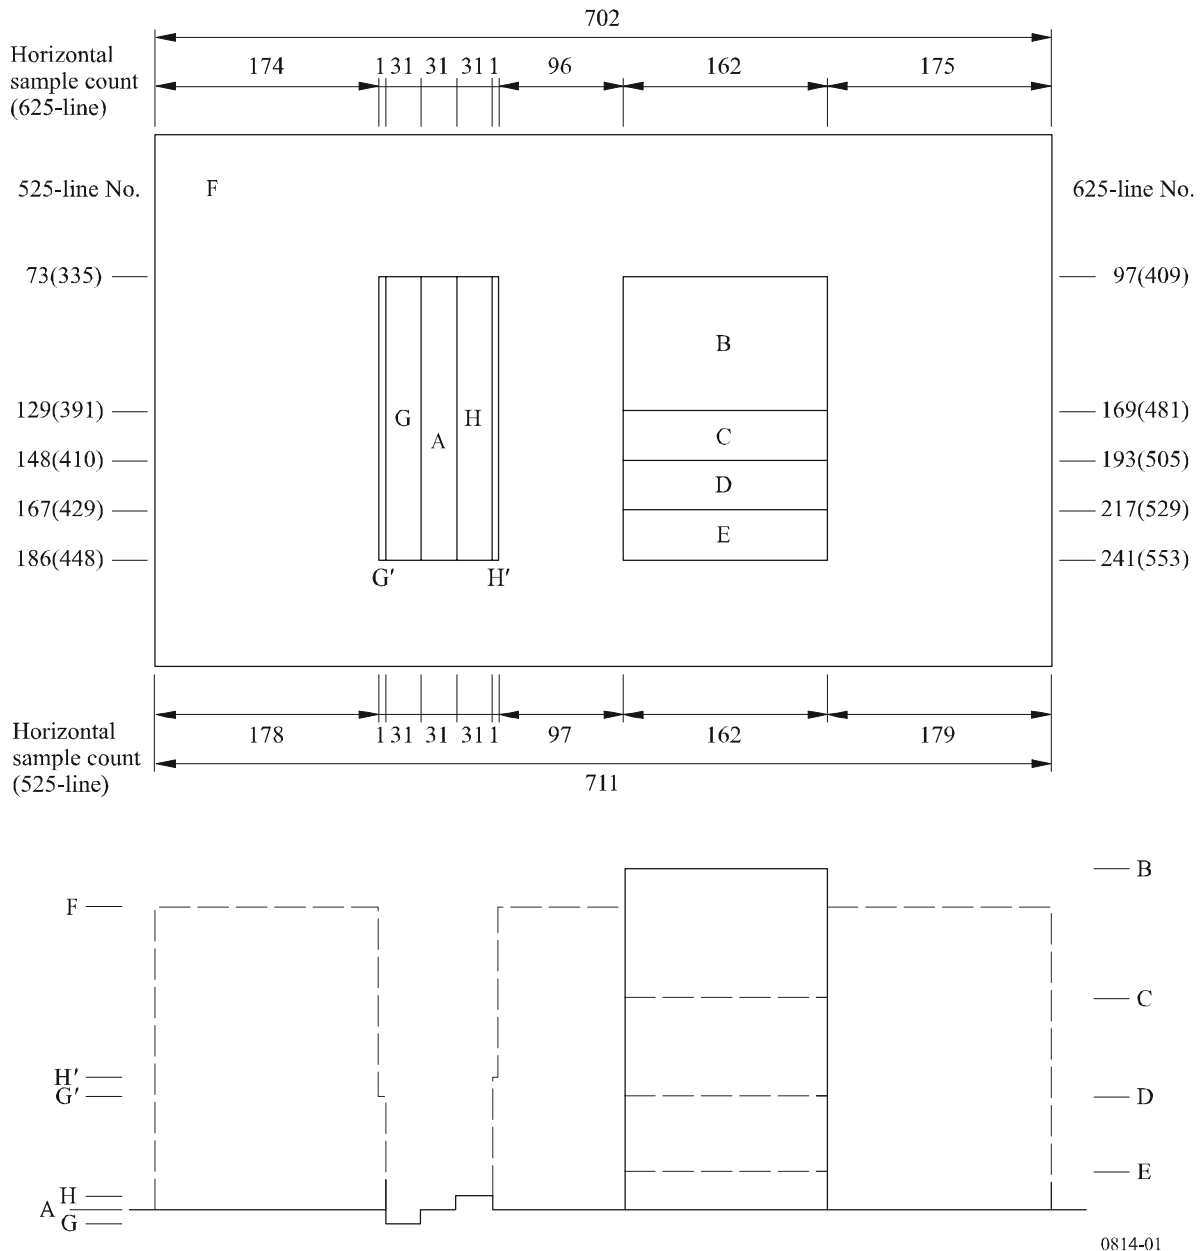 702
Horizontal
sample count
(625-line)
174 1 31 31 31 1 96 162 175
525-line No. F 625-line No.
73(335) 97(409)
B
129(391) G H 169(481)
A C
148(410) 193(505)
D
167(429) 217(529)
E
186(448) 241(553)
G′ H′
Horizontal
sample count
(525-line)
178 1 31 31 31 1 97 162 179
711
B
F
C
H′
G′ D
E
H
A
G
0814-01